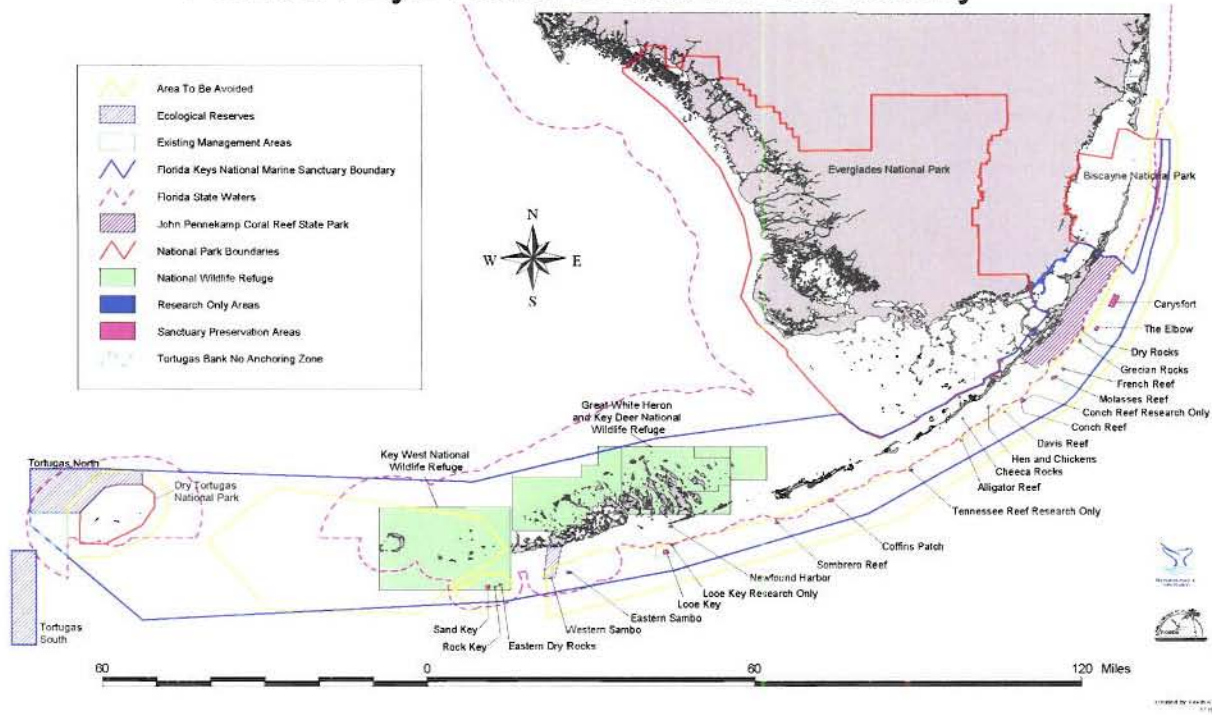 Area To Be Avoided
Ecological Reserves
Existing Management Areas
Florida Keys National Marine Sanctuary Boundary
Florida State Waters
John Pennekamp Coral Reef State Park
National Park Boundaries
National Wildlife Refuge
Research Only Areas
Sanctuary Preservation Areas
Tortugas Bank No Anchoring Zone
N
W E
S
Everglades National Park
Biscayne National Park
Carysfort
The Elbow
Dry Rocks
Grecian Rocks
French Reef
Molasses Reef
Conch Reef Research Only
Conch Reef
Davis Reef
Hen and Chickens
Cheeca Rocks
Alligator Reef
Tennessee Reef Research Only
Coffins Patch
Sombrero Reef
Newfound Harbor
Looe Key Research Only
Looe Key
Eastern Sambo
Western Sambo
Eastern Dry Rocks
Rock Key
Sand Key
Great White Heron
and Key Deer National
Wildlife Refuge
Key West National
Wildlife Refuge
Tortugas North
Dry Tortugas
National Park
Tortugas
South
60 0 60 120 Miles